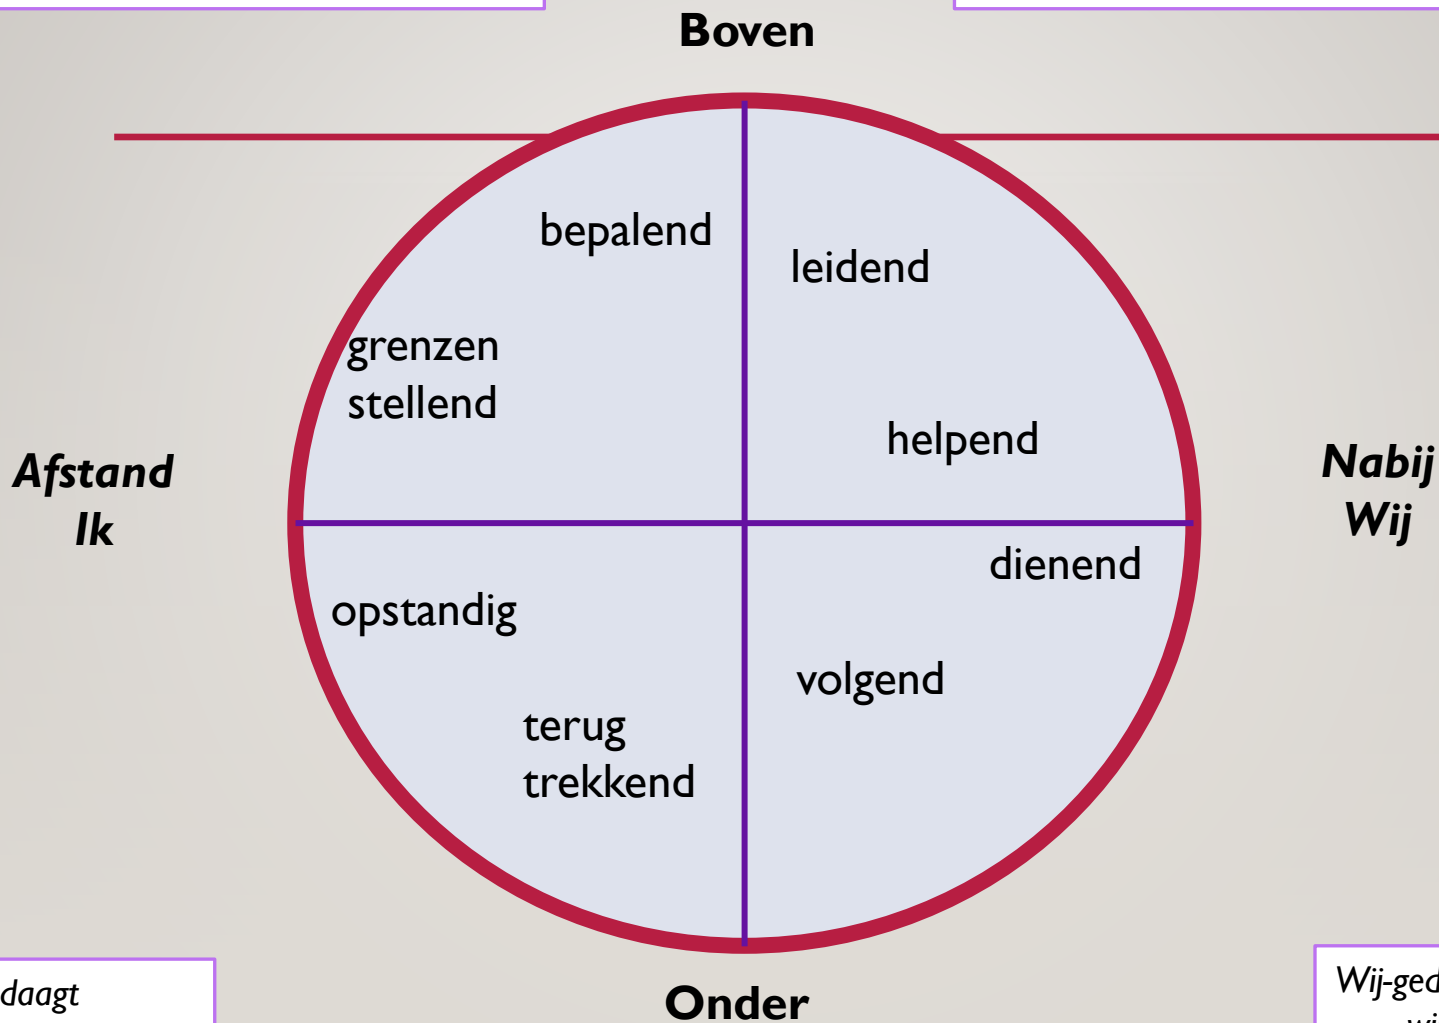 Boven
bepalend
leidend
grenzen
stellend
helpend
Afstand
Ik
Nabij
Wij
dienend
opstandig
volgend
terug
trekkend
daagt
Onder
Wij-ged